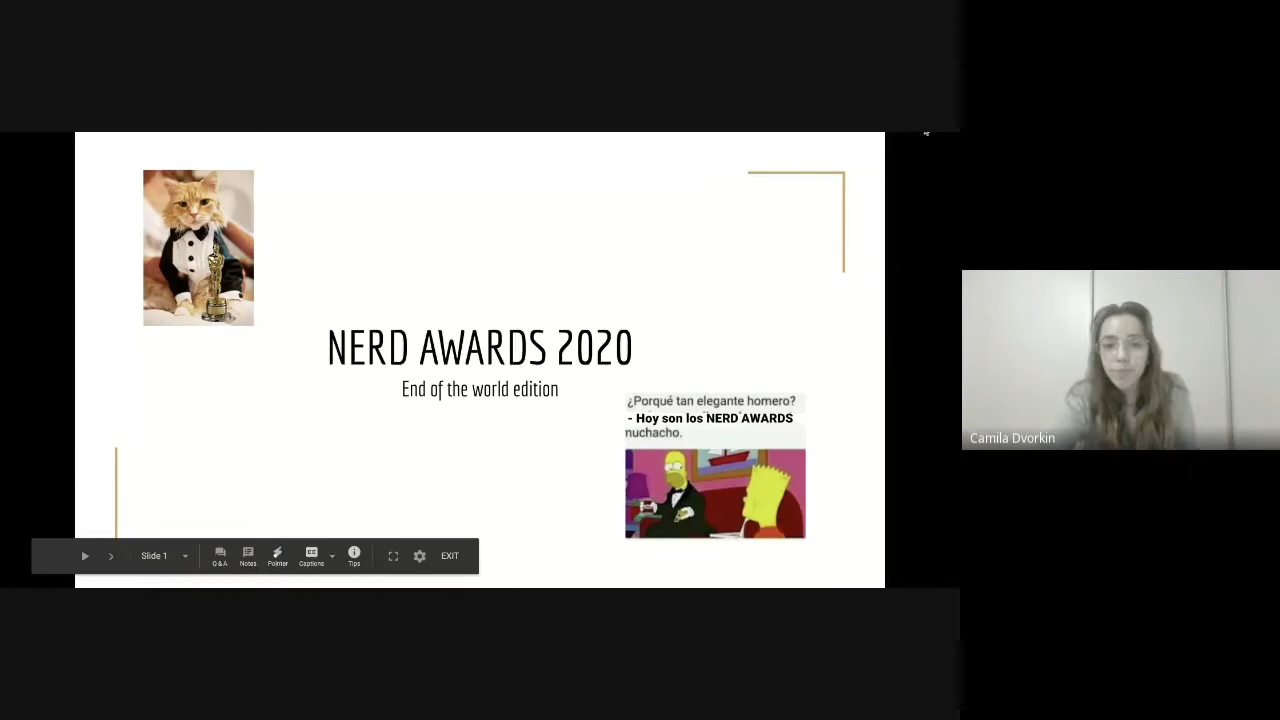 NERD AWARDS 2020
End of the world edition
¿Porqué tan elegante homero?
- Hoy son los NERD AWARDS
muchacho.
Slide 1
Q & A
Notes
Pointer
Captions
Tips
EXIT
Camila Dvorkin